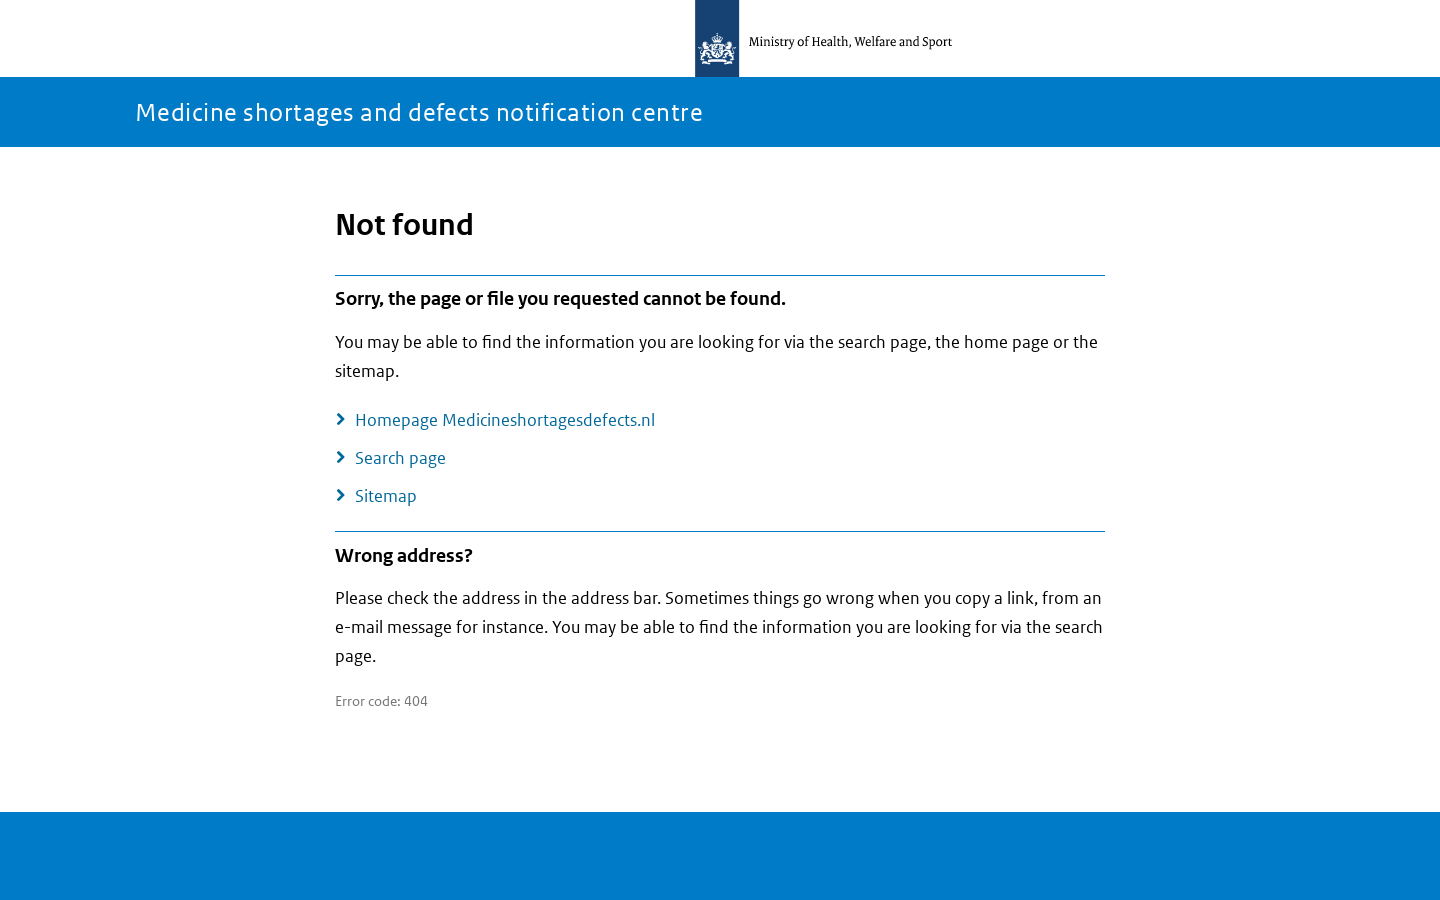 Ministry of Health, Welfare and Sport
Medicine shortages and defects notification centre
Not found
Sorry, the page or file you requested cannot be found.
You may be able to find the information you are looking for via the search page, the home page or the
sitemap.
Homepage Medicineshortagesdefects.nl
Search page
Sitemap
Wrong address?
Please check the address in the address bar. Sometimes things go wrong when you copy a link, from an
e-mail message for instance. You may be able to find the information you are looking for via the search
page.
Error code: 404